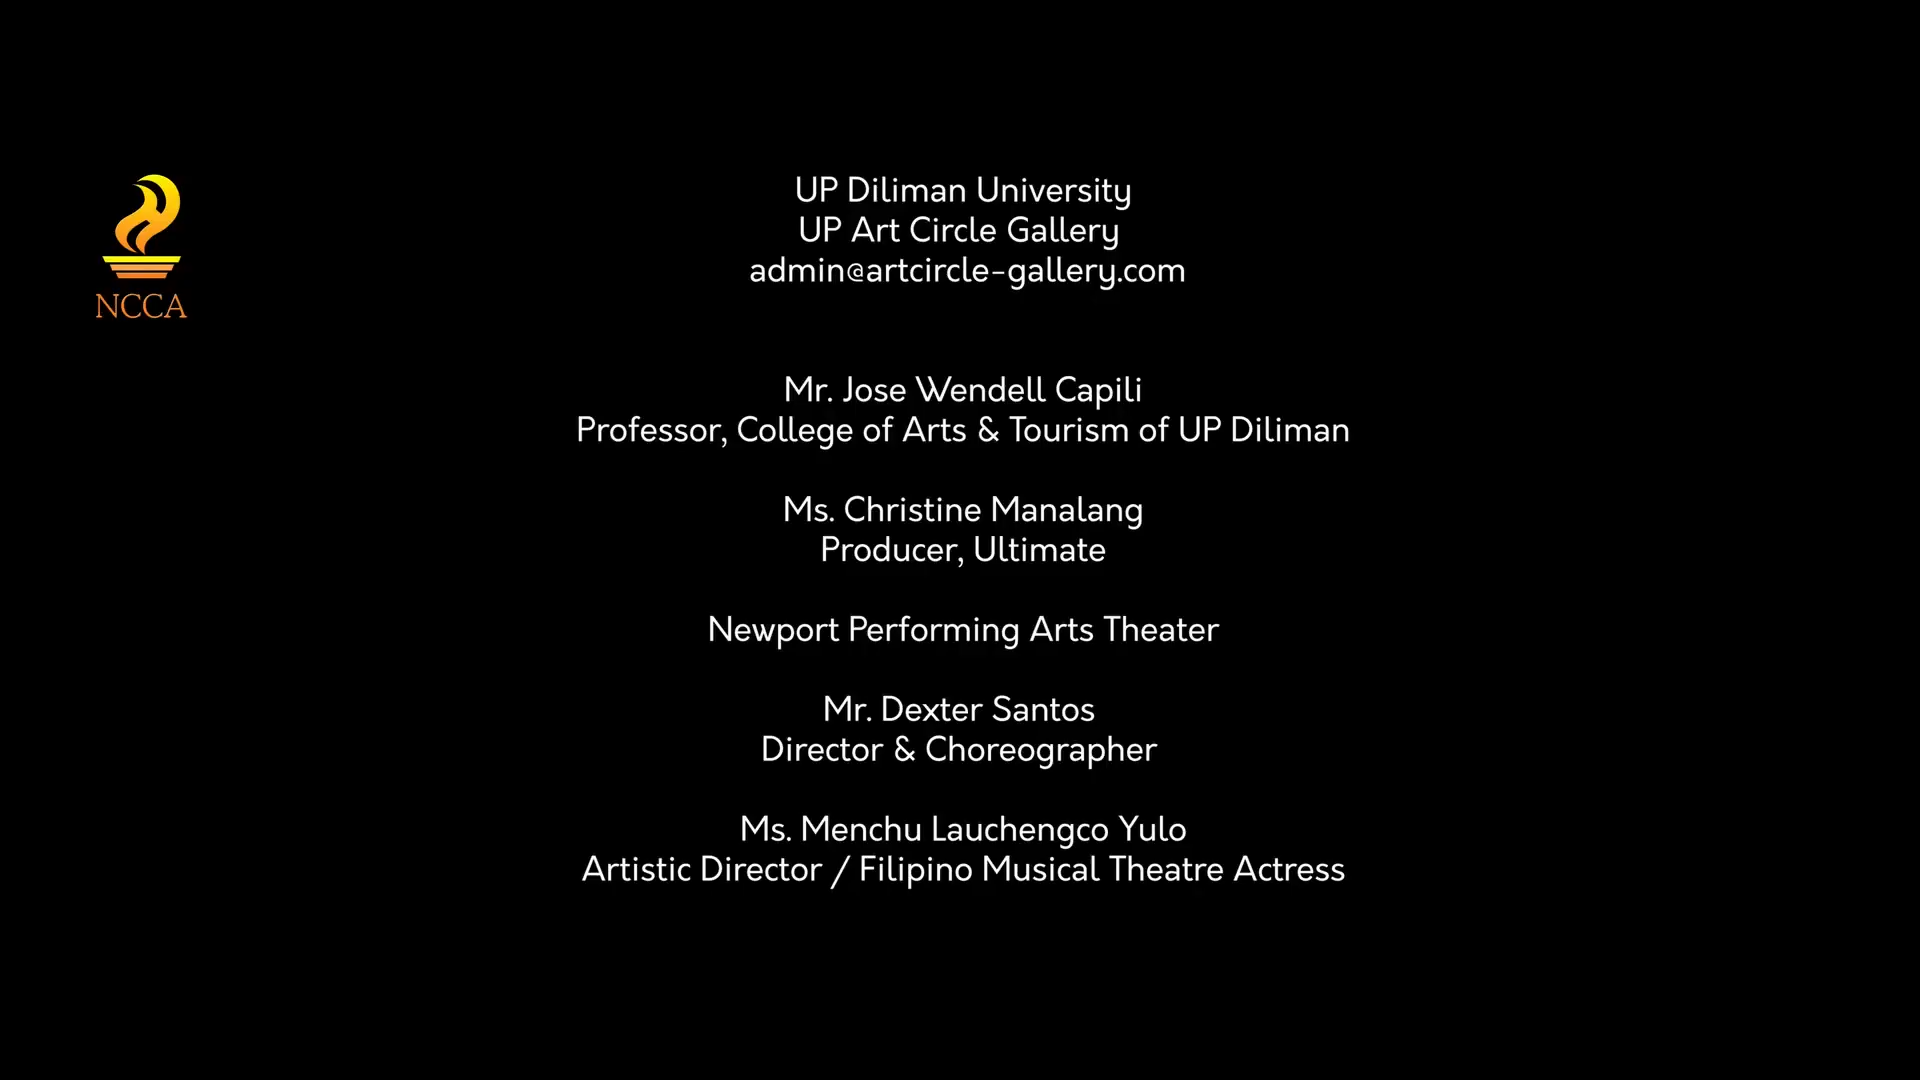 NCCA
UP Diliman University
UP Art Circle Gallery
admin@artcircle-gallery.com
Mr. Jose Wendell Capili
Professor, College of Arts & Tourism of UP Diliman
Ms. Christine Manalang
Producer, Ultimate
Newport Performing Arts Theater
Mr. Dexter Santos
Director & Choreographer
Ms. Menchu Lauchengco Yulo
Artistic Director / Filipino Musical Theatre Actress